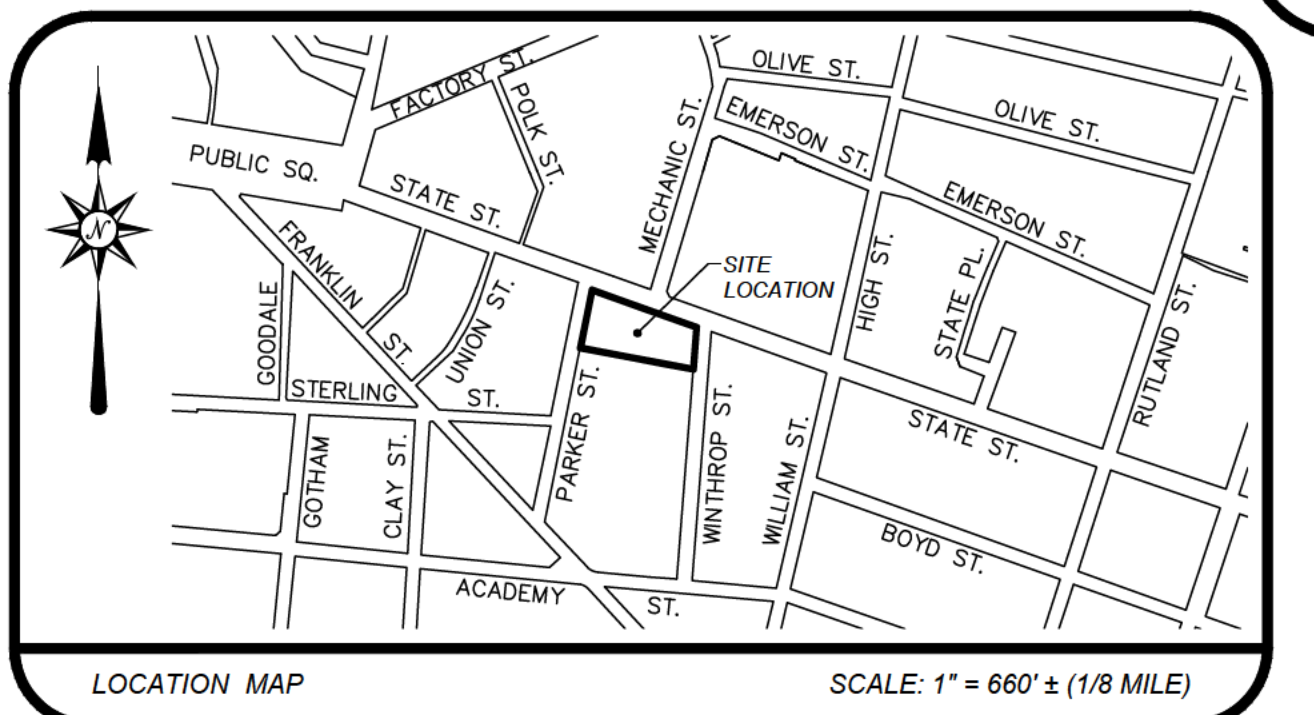 OLIVE ST.
FACTORY ST.
POLK ST.
MECHANIC ST.
EMERSON ST.
OLIVE ST.
PUBLIC SQ.
STATE ST.
EMERSON ST.
FRANKLIN
ST.
GOODALE
UNION ST.
SITE
LOCATION
HIGH ST.
STATE PL.
RUTLAND ST.
STERLING
ST.
PARKER ST.
WINTHROP ST.
WILLIAM ST.
STATE ST.
GOTHAM
CLAY ST.
BOYD ST.
ACADEMY
ST.
N
LOCATION MAP
SCALE: 1" = 660' ± (1/8 MILE)